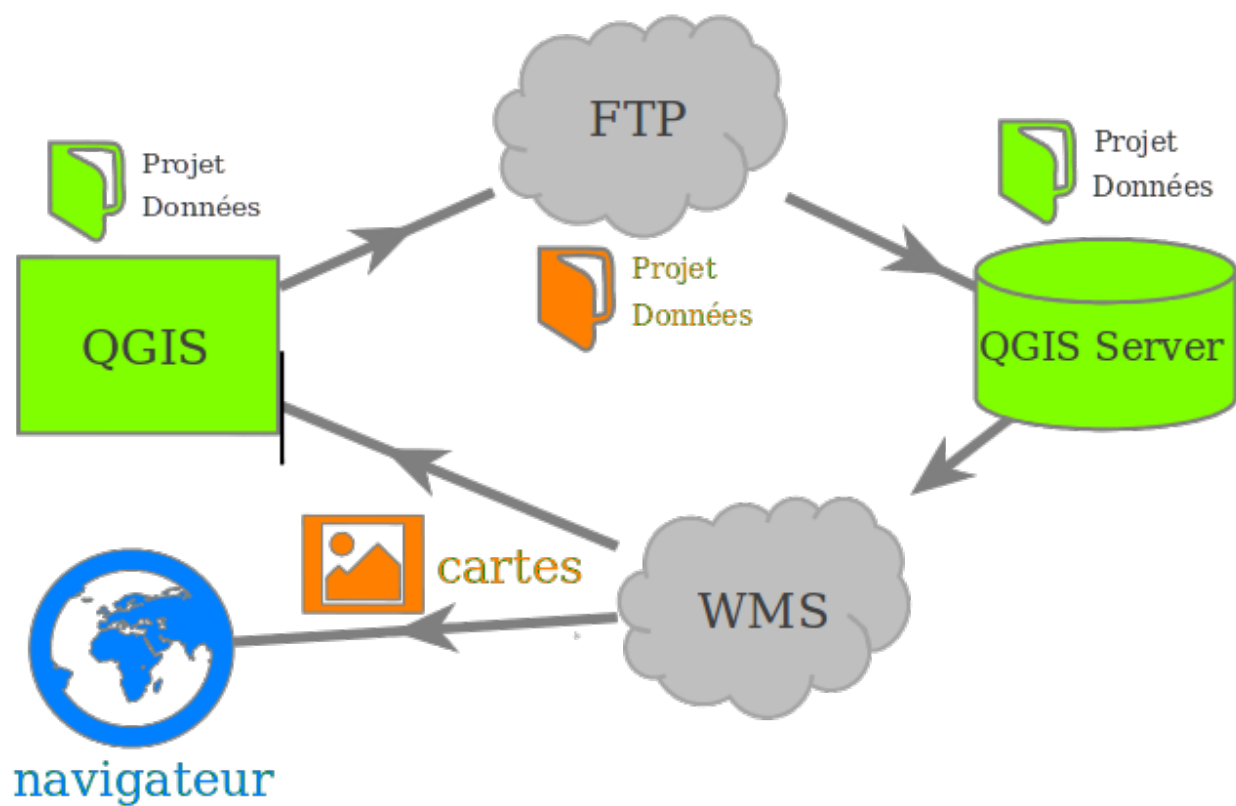 FTP
Projet
Données
Projet
Données
Projet
Données
QGIS
QGIS Server
cartes
WMS
navigateur